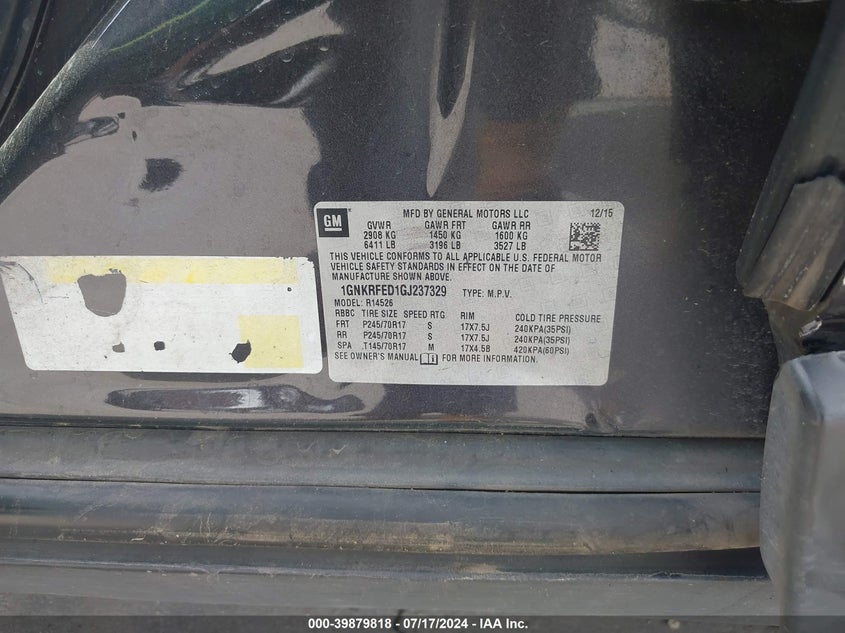 GM
MFD BY GENERAL MOTORS LLC 12/15
GVWR GAWR FRT GAWR RR
2908 KG 1450 KG 1600 KG
6411 LB 3196 LB 3527 LB
THIS VEHICLE CONFORMS TO ALL APPLICABLE U.S. FEDERAL MOTOR
VEHICLE SAFETY STANDARDS IN EFFECT ON THE DATE OF
MANUFACTURE SHOWN ABOVE.
1GNKRFED1GJ237329 TYPE: M.P.V.
MODEL: R14526
RBBC TIRE SIZE SPEED RTG RIM COLD TIRE PRESSURE
FRT P245/70R17 S 17X7.5J 240KPA(35PSI)
RR P245/70R17 S 17X7.5J 240KPA(35PSI)
SPA T145/70R17 M 17X4.5B 420KPA(60PSI)
SEE OWNER'S MANUAL FOR MORE INFORMATION.
000-39879818 - 07/17/2024 - IAA Inc.